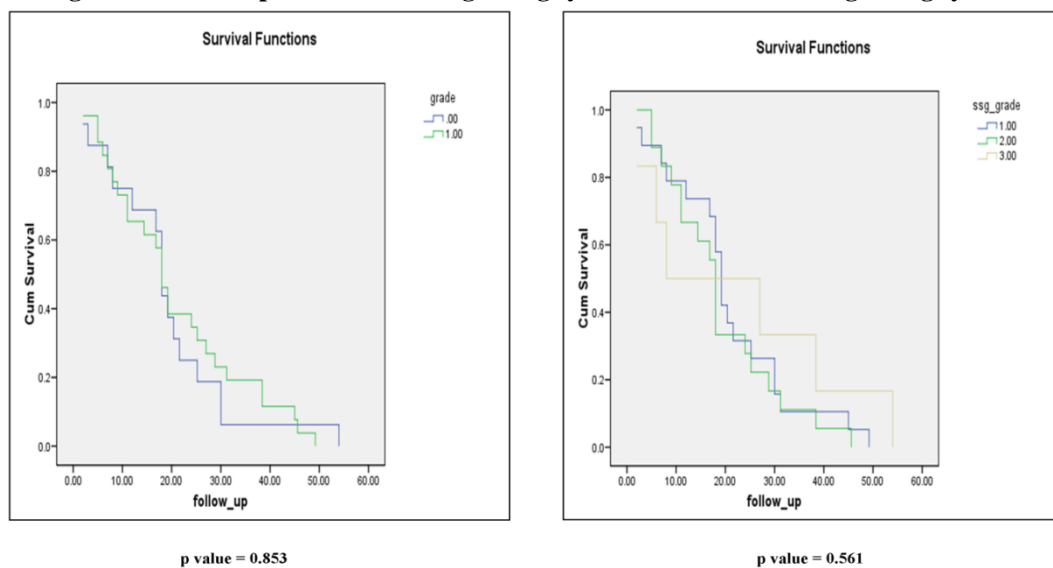 Survival Functions
grade
.00
1.00
Cum Survival
1.0
0.8
0.6
0.4
0.2
0.0
0.00 10.00 20.00 30.00 40.00 50.00 60.00
follow_up
p value = 0.853
Survival Functions
ssg_grade
1.00
2.00
3.00
Cum Survival
1.0
0.8
0.6
0.4
0.2
0.0
0.00 10.00 20.00 30.00 40.00 50.00 60.00
follow_up
p value = 0.561